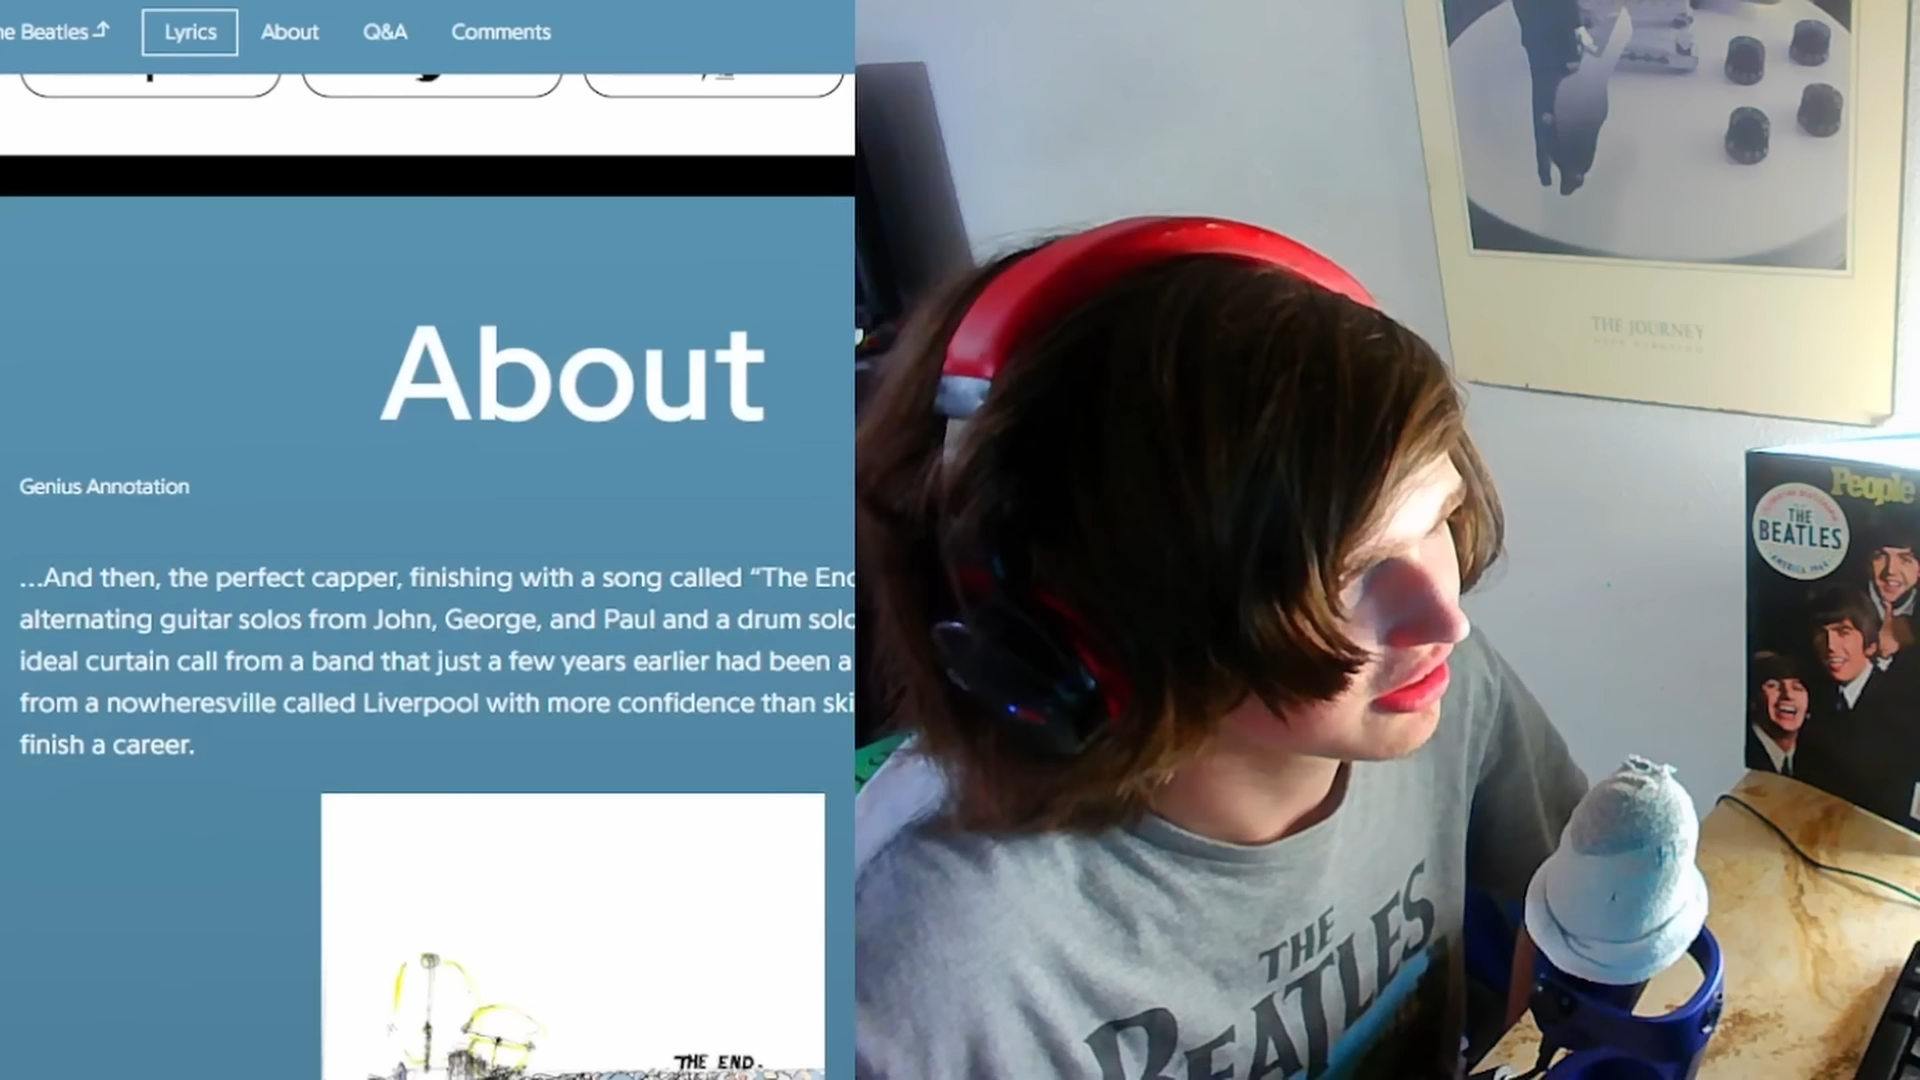 he Beatles Lyrics About Q&A Comments
About
Genius Annotation
...And then, the perfect capper, finishing with a song called “The End
alternating guitar solos from John, George, and Paul and a drum solo
ideal curtain call from a band that just a few years earlier had been a
from a nowheresville called Liverpool with more confidence than ski
finish a career.
THE END.
THE JOURNEY
People
THE
BEATLES
AMERICA 1964
THE
BEATLES